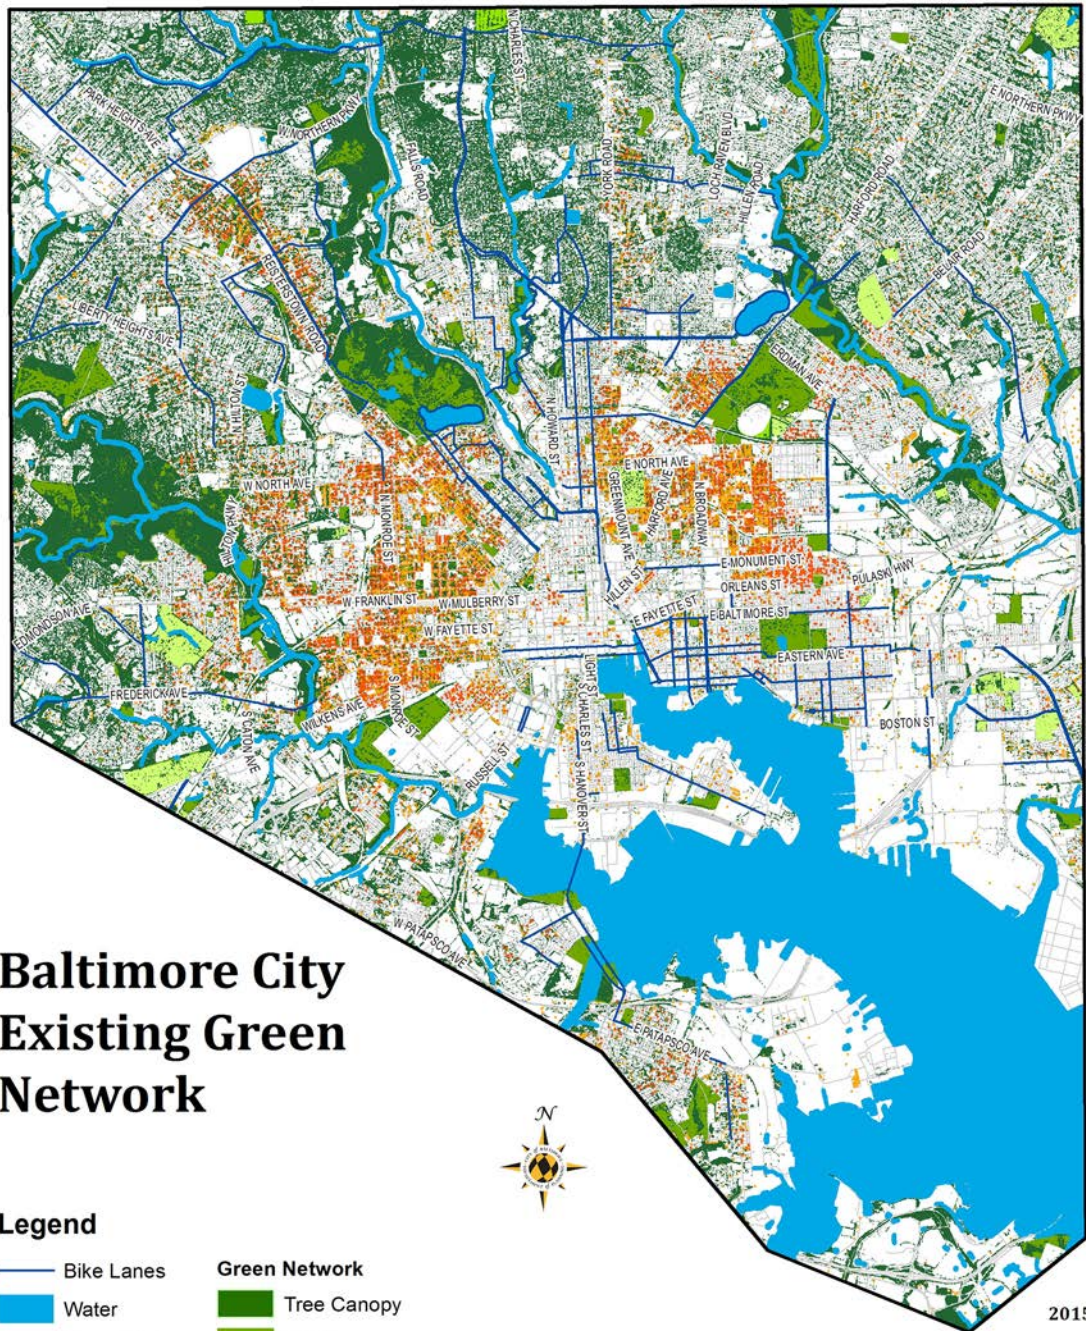 N CHARLES ST
E NORTHERN PKWY
PARK HEIGHTS AVE
W NORTHERN PKWY
FALLS ROAD
YORK ROAD
LOCH RAVEN BLVD
HILLEN ROAD
HARFORD ROAD
BELAIR ROAD
REISTERSTOWN ROAD
LIBERTY HEIGHTS AVE
ERDMAN AVE
N HILTON ST
N HOWARD ST
E NORTH AVE
W NORTH AVE
GREENMOUNT AVE
HARFORD AVE
N BROADWAY
N MONROE ST
HILTON PKWY
E MONUMENT ST
HILLEN ST
ORLEANS ST
PULASKI HWY
W FRANKLIN ST
W MULBERRY ST
E FAYETTE ST
E BALTIMORE ST
EDMONDSON AVE
W FAYETTE ST
EASTERN AVE
LIGHT ST
FREDERICK AVE
S MONROE ST
S CHARLES ST
WILKENS AVE
BOSTON ST
S CATON AVE
RUSSELL ST
S HANOVER ST
W PATAPSCO AVE
E PATAPSCO AVE
Baltimore City
Existing Green
Network
N
Legend
Bike Lanes
Green Network
Water
Tree Canopy
2015